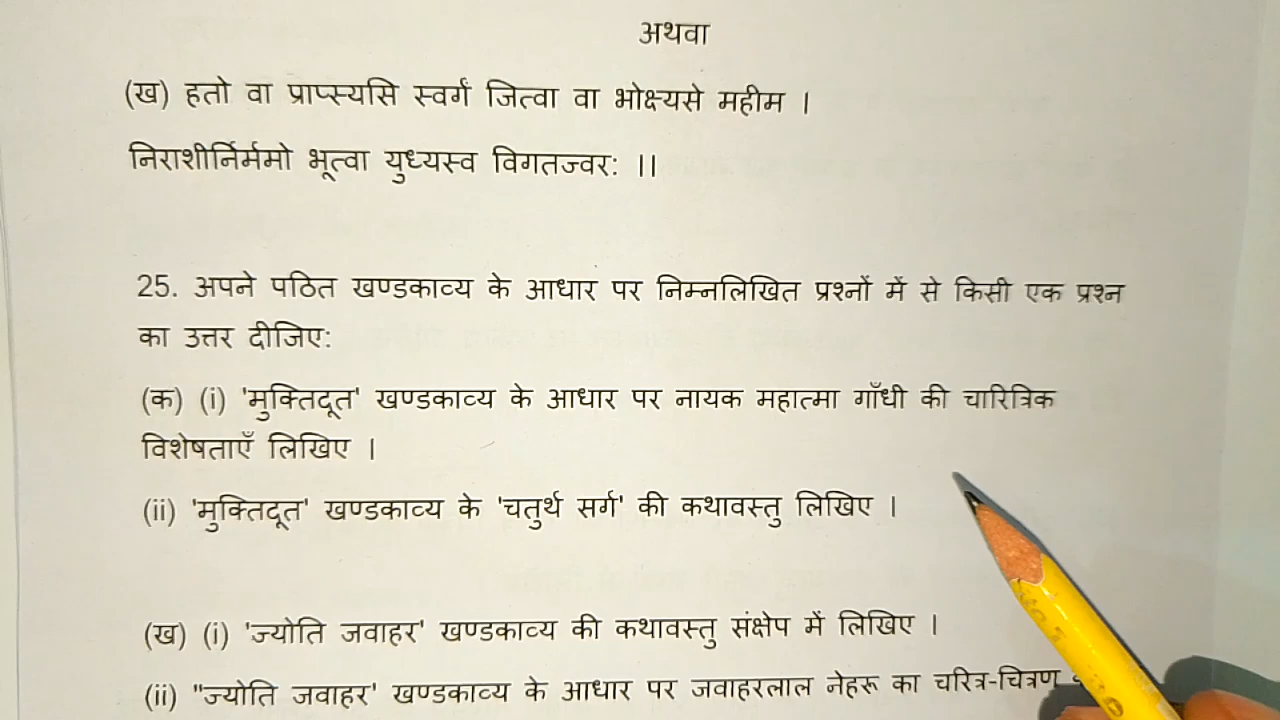 अथवा
(ख) हतो वा प्राप्स्यसि स्वर्गं जित्वा वा भोक्ष्यसे महीम ।
निराशीर्निर्ममो भूत्वा युध्यस्व विगतज्वर: ।।
25. अपने पठित खण्डकाव्य के आधार पर निम्नलिखित प्रश्नों में से किसी एक प्रश्न
का उत्तर दीजिए:
(क) (i) 'मुक्तिदूत' खण्डकाव्य के आधार पर नायक महात्मा गाँधी की चारित्रिक
विशेषताएँ लिखिए ।
(ii) 'मुक्तिदूत' खण्डकाव्य के 'चतुर्थ सर्ग' की कथावस्तु लिखिए ।
(ख) (i) 'ज्योति जवाहर' खण्डकाव्य की कथावस्तु संक्षेप में लिखिए ।
(ii) "ज्योति जवाहर' खण्डकाव्य के आधार पर जवाहरलाल नेहरू का चरित्र-चित्रण